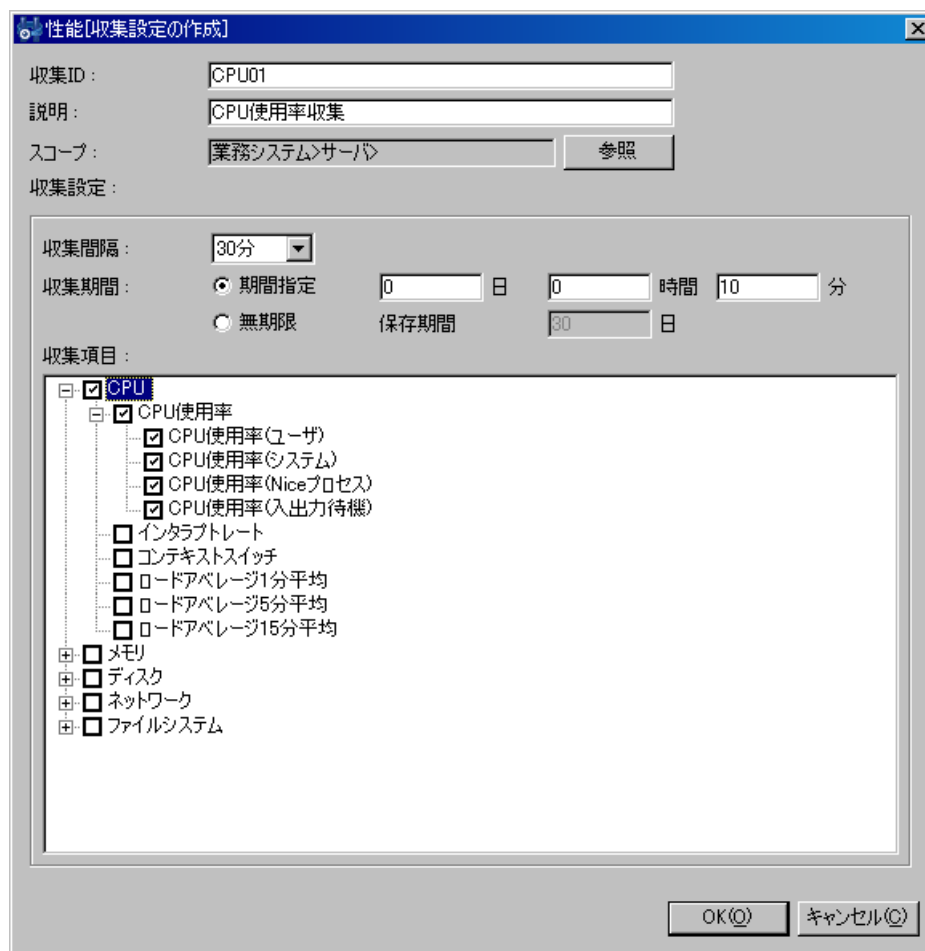 性能[収集設定の作成]
収集ID : CPU01
説明 : CPU使用率収集
スコープ : 業務システム>サーバ> 参照
収集設定 :
収集間隔 : 30分
収集期間 : 期間指定 0 日 0 時間 10 分
無期限 保存期間 30 日
収集項目 :
CPU
CPU使用率
CPU使用率(ユーザ)
CPU使用率(システム)
CPU使用率(Niceプロセス)
CPU使用率(入出力待機)
インタラプトレート
コンテキストスイッチ
ロードアベレージ1分平均
ロードアベレージ5分平均
ロードアベレージ15分平均
メモリ
ディスク
ネットワーク
ファイルシステム
OK(O) キャンセル(C)